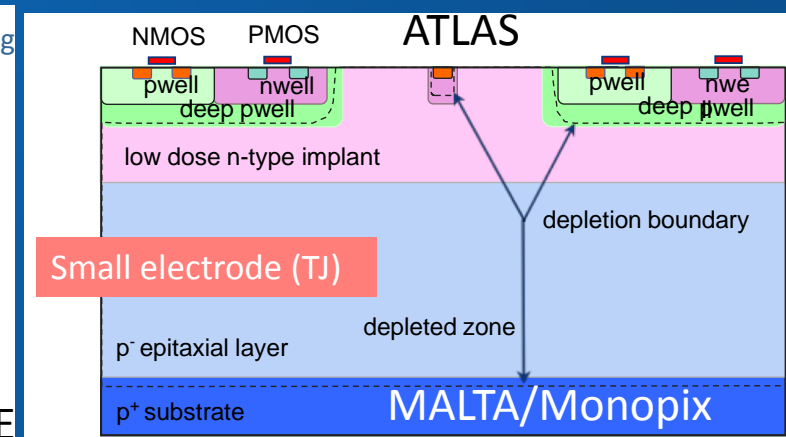 g
NMOS PMOS ATLAS
pwell nwell pwell nwell
deep pwell deep pwell
low dose n-type implant
depletion boundary
Small electrode (TJ)
depleted zone
p- epitaxial layer
p+ substrate MALTA/Monopix
E